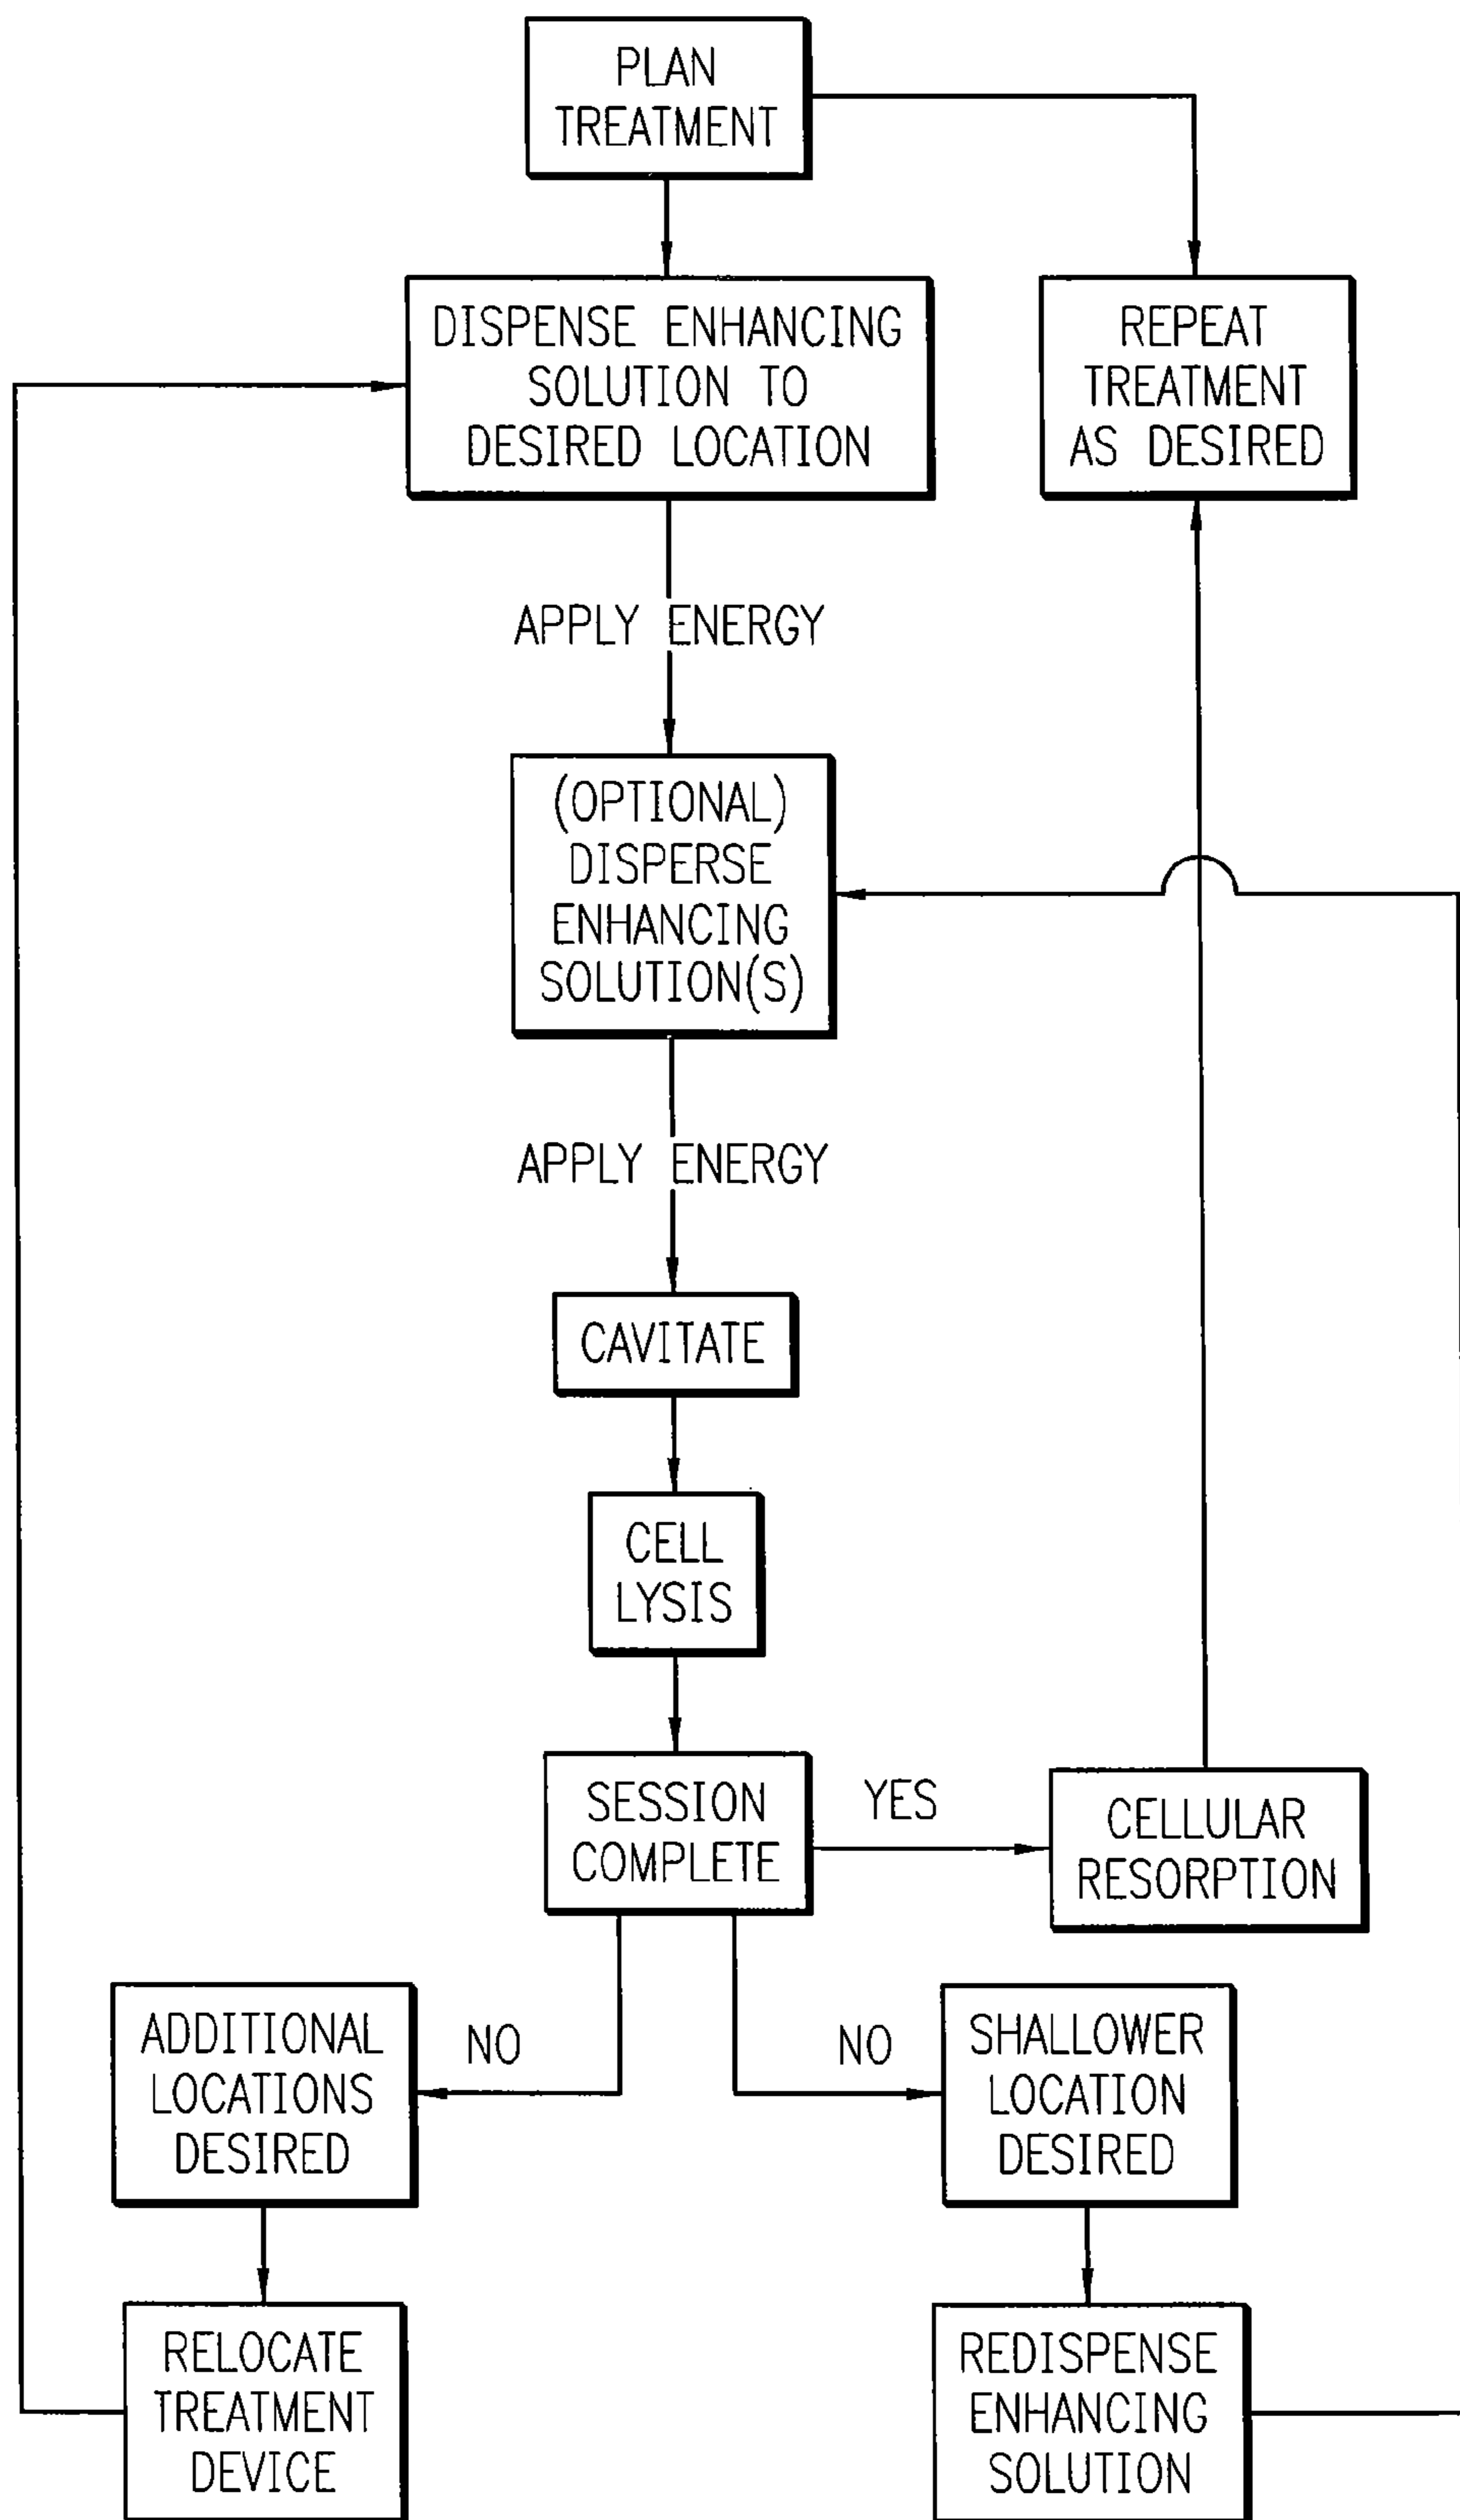 PLAN
TREATMENT
DISPENSE ENHANCING
SOLUTION TO
DESIRED LOCATION
REPEAT
TREATMENT
AS DESIRED
APPLY ENERGY
(OPTIONAL)
DISPERSE
ENHANCING
SOLUTION(S)
APPLY ENERGY
CAVITATE
CELL
LYSIS
SESSION
COMPLETE
YES
CELLULAR
RESORPTION
NO
NO
ADDITIONAL
LOCATIONS
DESIRED
SHALLOWER
LOCATION
DESIRED
RELOCATE
TREATMENT
DEVICE
REDISPENSE
ENHANCING
SOLUTION